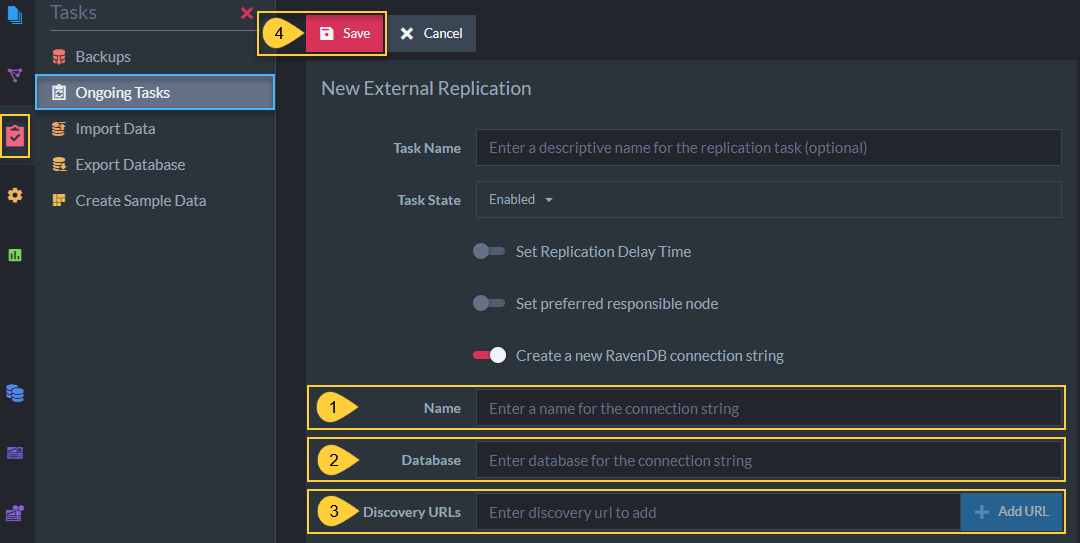 Tasks
Backups
Ongoing Tasks
Import Data
Export Database
Create Sample Data
4 Save Cancel
New External Replication
Task Name Enter a descriptive name for the replication task (optional)
Task State Enabled
Set Replication Delay Time
Set preferred responsible node
Create a new RavenDB connection string
1 Name Enter a name for the connection string
2 Database Enter database for the connection string
3 Discovery URLs Enter discovery url to add Add URL